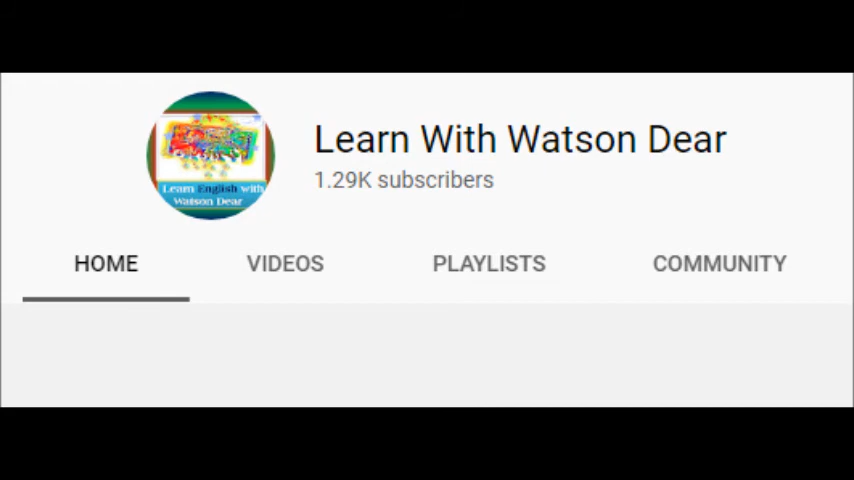 Learn With Watson Dear
1.29K subscribers
Learn English with
Watson Dear
HOME
VIDEOS
PLAYLISTS
COMMUNITY